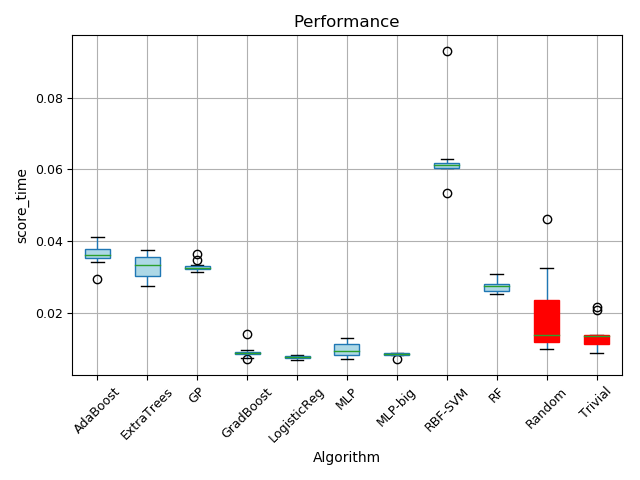 Performance
score_time
0.08
0.06
0.04
0.02
AdaBoost
ExtraTrees
GP
GradBoost
LogisticReg
MLP
MLP-big
RBF-SVM
RF
Random
Trivial
Algorithm